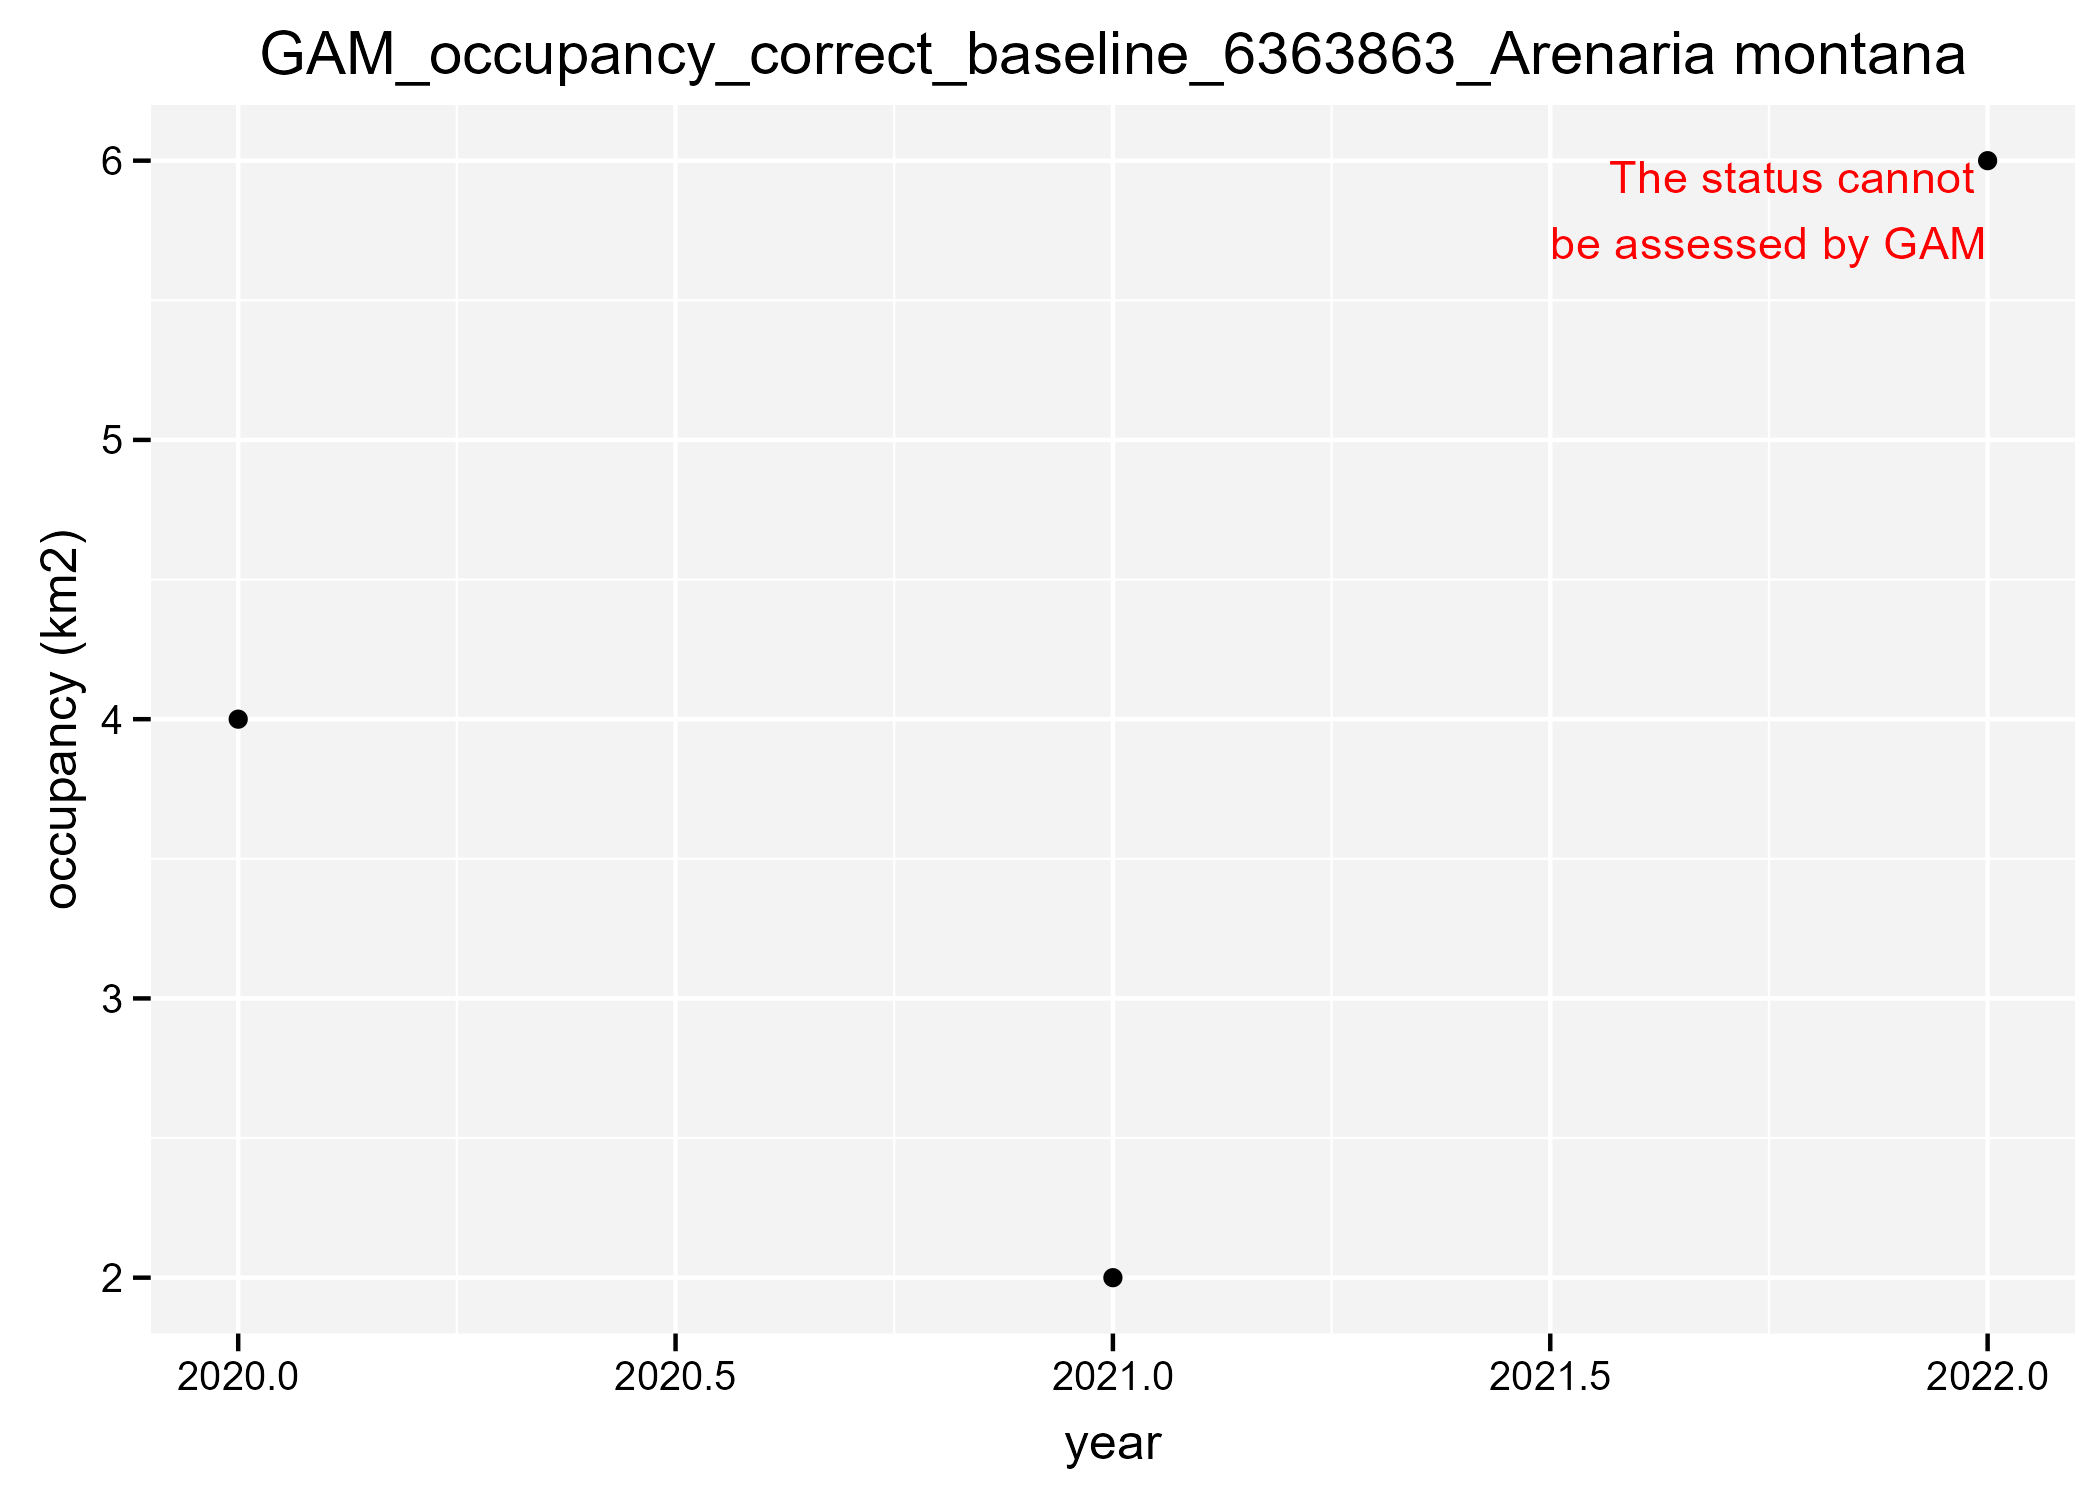 GAM_occupancy_correct_baseline_6363863_Arenaria montana
The status cannot
be assessed by GAM
occupancy (km2)
6
5
4
3
2
2020.0 2020.5 2021.0 2021.5 2022.0
year